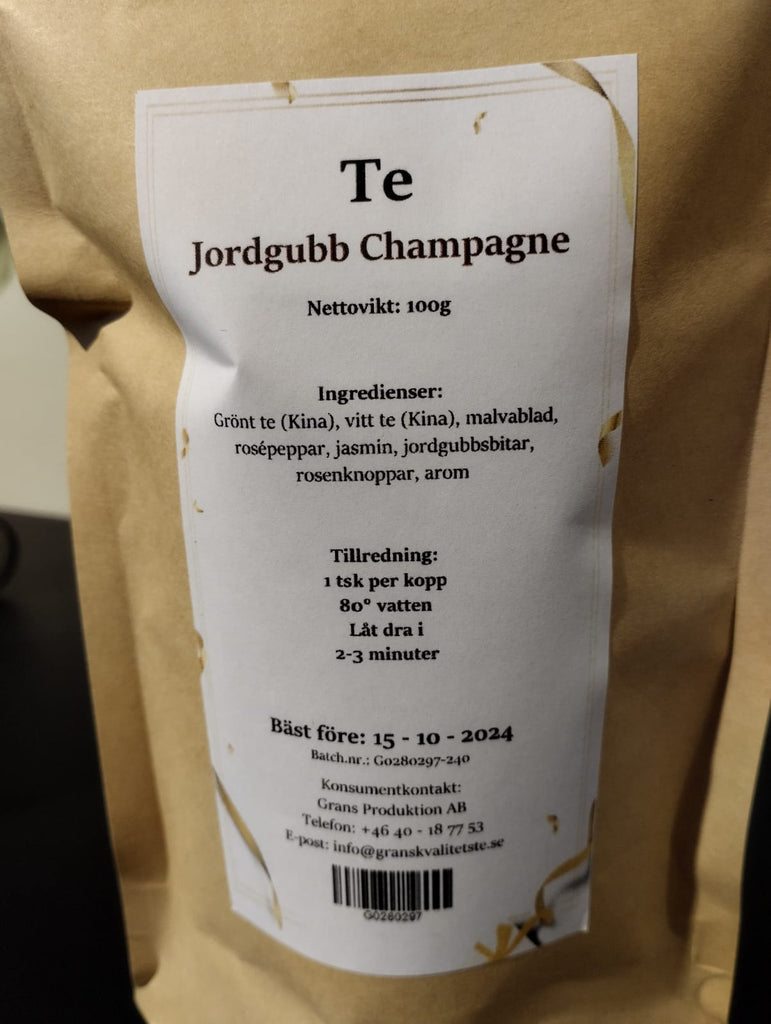 Te
Jordgubb Champagne
Nettovikt: 100g
Ingredienser:
Grönt te (Kina), vitt te (Kina), malvablad,
rosépeppar, jasmin, jordgubbsbitar,
rosenknoppar, arom
Tillredning:
1 tsk per kopp
80° vatten
Låt dra i
2-3 minuter
Bäst före: 15 - 10 - 2024
Batch.nr.: G0280297-240
Konsumentkontakt:
Grans Produktion AB
Telefon: +46 40 - 18 77 53
E-post: info@granskvalitetste.se
G0280297